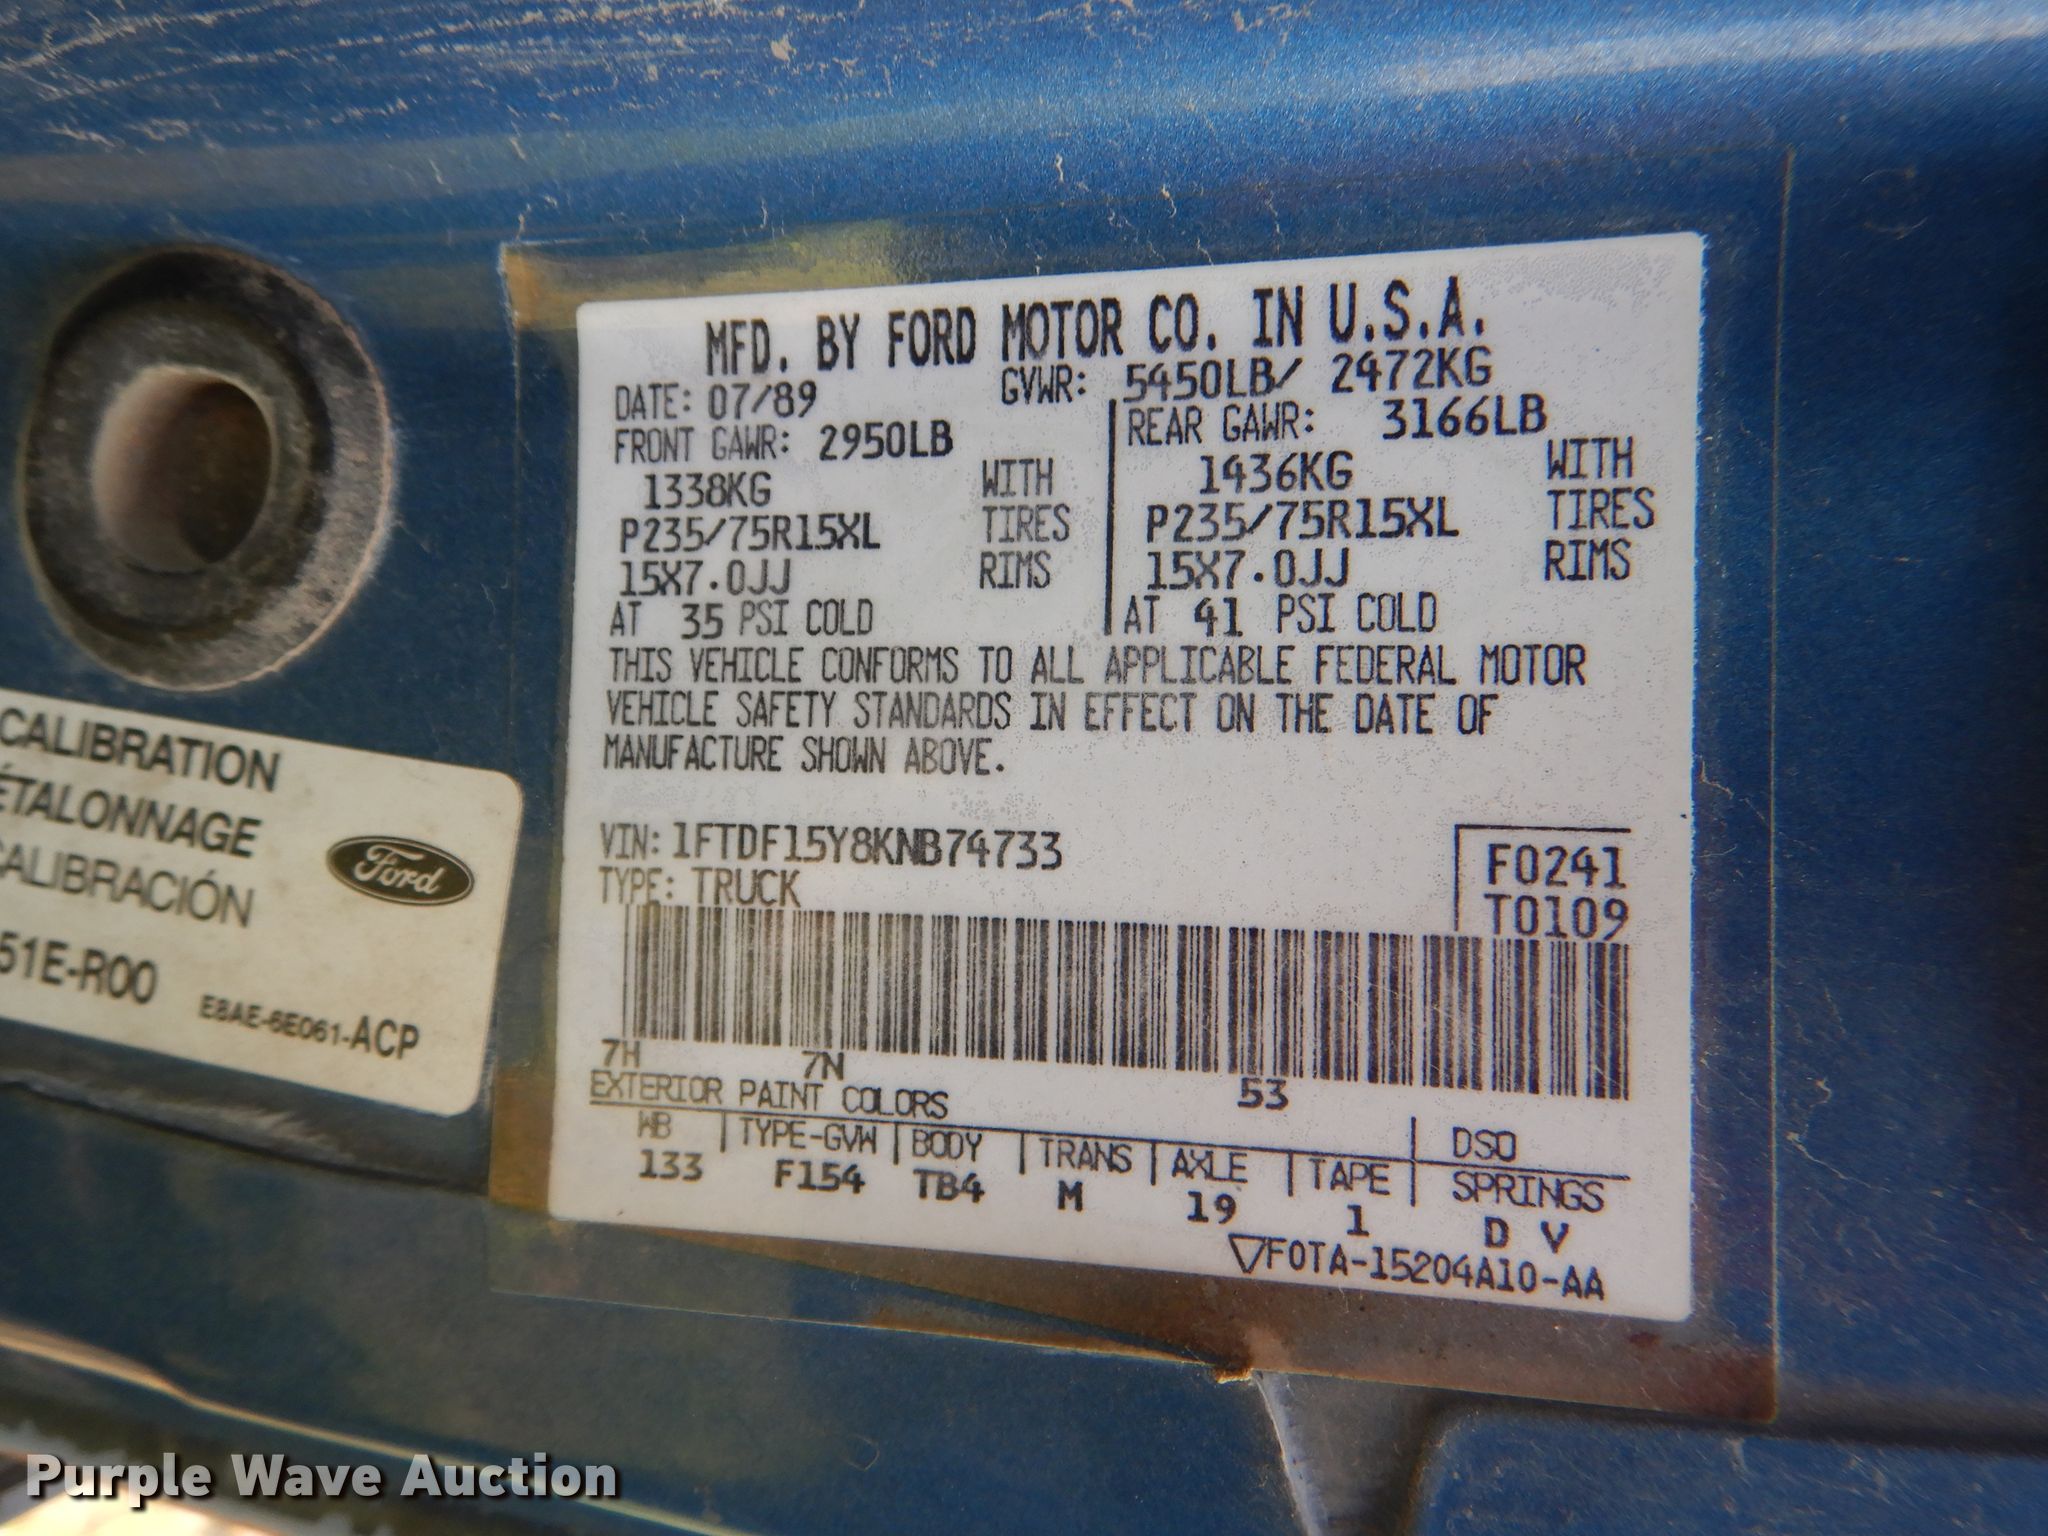 MFD. BY FORD MOTOR CO. IN U.S.A.
DATE: 07/89 GVWR: 5450LB/ 2472KG
FRONT GAWR: 2950LB REAR GAWR: 3166LB
1338KG WITH 1436KG WITH
P235/75R15XL TIRES P235/75R15XL TIRES
15X7.0JJ RIMS 15X7.0JJ RIMS
AT 35 PSI COLD AT 41 PSI COLD
THIS VEHICLE CONFORMS TO ALL APPLICABLE FEDERAL MOTOR
VEHICLE SAFETY STANDARDS IN EFFECT ON THE DATE OF
MANUFACTURE SHOWN ABOVE.
VIN: 1FTDF15Y8KNB74733 F0241
TYPE: TRUCK T0109
7H 7N 53
EXTERIOR PAINT COLORS DSO
WB TYPE-GVW BODY TRANS AXLE TAPE SPRINGS
133 F154 TB4 M 19 1 D V
▽F0TA-15204A10-AA
CALIBRATION
ÉTALONNAGE
CALIBRACIÓN
Ford
51E-R00
E8AE-6E061-ACP
Purple Wave Auction